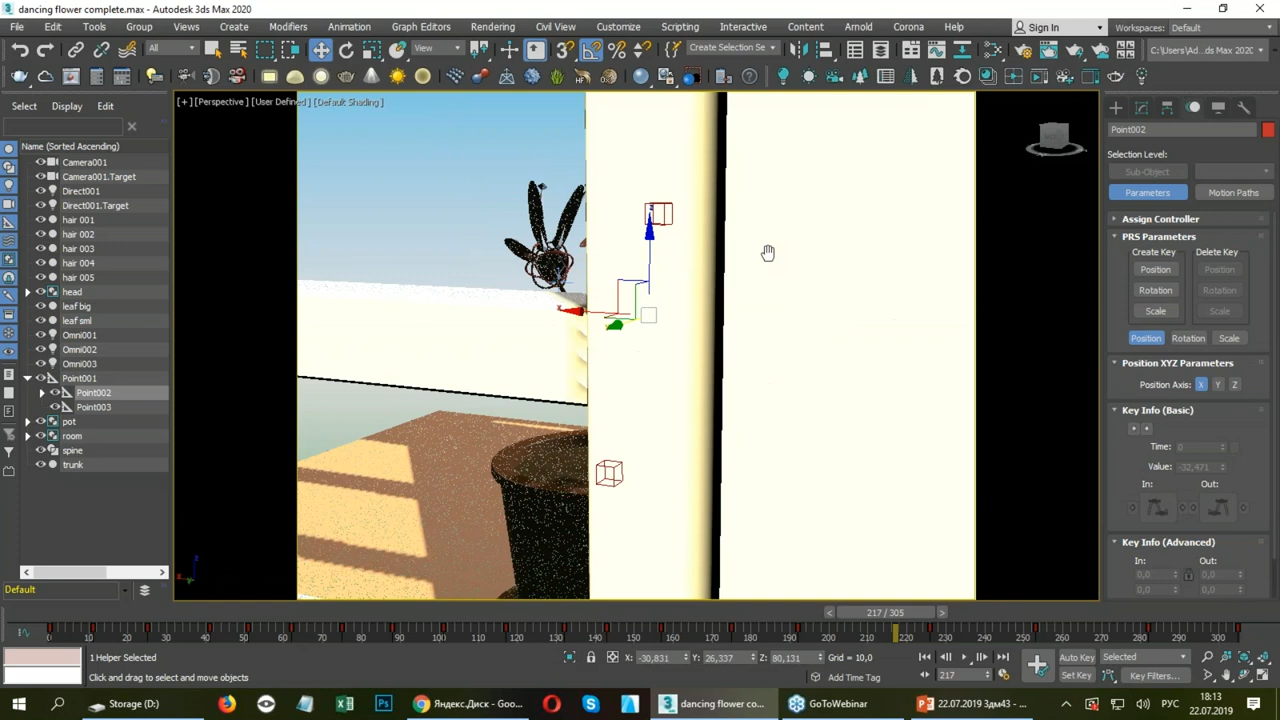 dancing flower complete.max - Autodesk 3ds Max 2020
File Edit Tools Group Views Create Modifiers Animation Graph Editors Rendering Civil View Customize Scripting Interactive Content Arnold Corona Help Sign In Workspaces: Default
All View Create Selection Se C:\Users\Ad...ds Max 2020
Select Display Edit
[+] [Perspective] [User Defined] [Default Shading]
Name (Sorted Ascending)
Camera001
Camera001.Target
Direct001
Direct001.Target
hair 001
hair 002
hair 003
hair 004
hair 005
head
leaf big
leaf sml
Omni001
Omni002
Omni003
Point001
Point002
Point003
pot
room
spine
trunk
Default
Point002
Selection Level:
Sub-Object
Parameters Motion Paths
Assign Controller
PRS Parameters
Create Key Delete Key
Position Position
Rotation Rotation
Scale Scale
Position Rotation Scale
Position XYZ Parameters
Position Axis: X Y Z
Key Info (Basic)
Time: 0
Value: -32,471
In: Out:
Key Info (Advanced)
In: Out:
0,0 0,0
0,0 0,0
217 / 305
0 10 20 30 40 50 60 70 80 90 100 110 120 130 140 150 160 170 180 190 200 210 220 230 240 250 260 270 280 290 300
1 Helper Selected
X: -30,831 Y: 26,337 Z: 80,131 Grid = 10,0
Auto Key Selected
Click and drag to select and move objects
Add Time Tag
217
Set Key Key Filters...
Storage (D:)
Яндекс.Диск - Goo...
dancing flower co...
GoToWebinar
22.07.2019 3дм43 - ...
РУС
18:13
22.07.2019